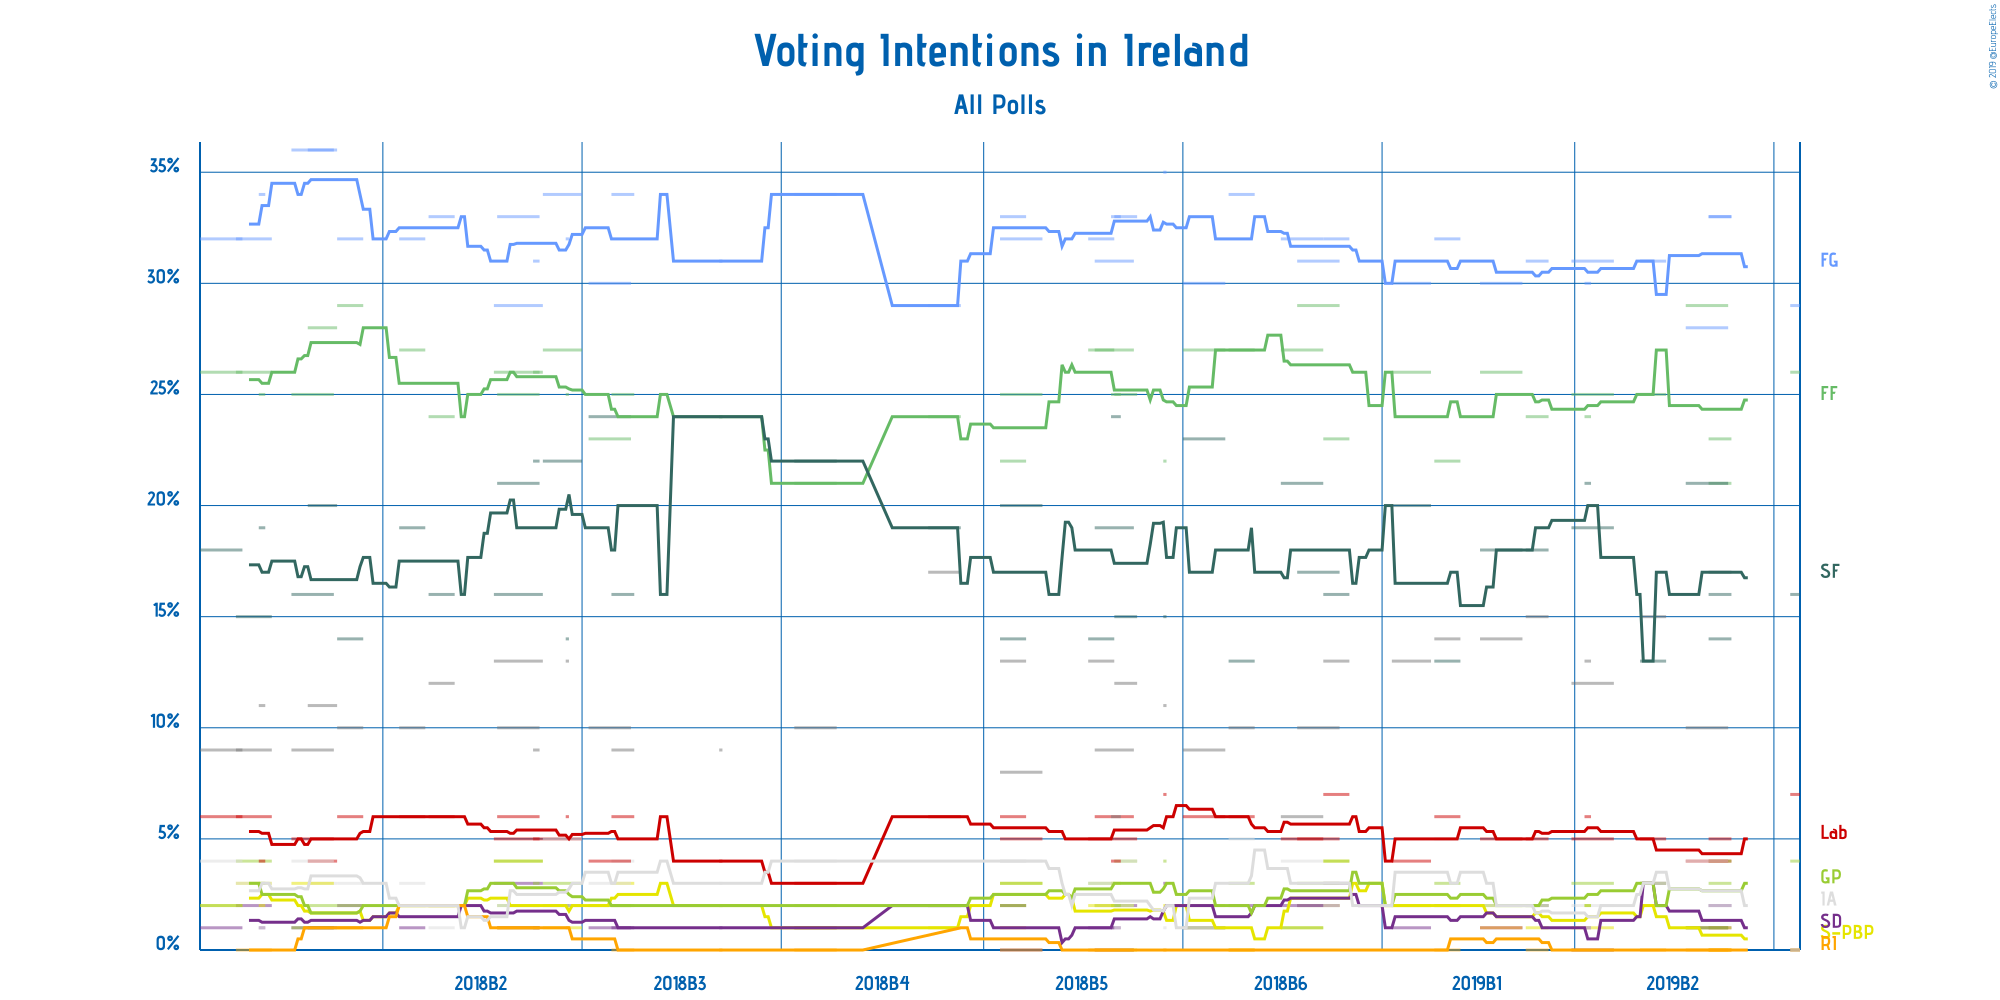 Voting Intentions in Ireland
All Polls
© 2019 @EuropeElects
35%
30%
25%
20%
15%
10%
5%
0%
FG
FF
SF
Lab
GP
IA
SD
S-PBP
RI
2018B2 2018B3 2018B4 2018B5 2018B6 2019B1 2019B2